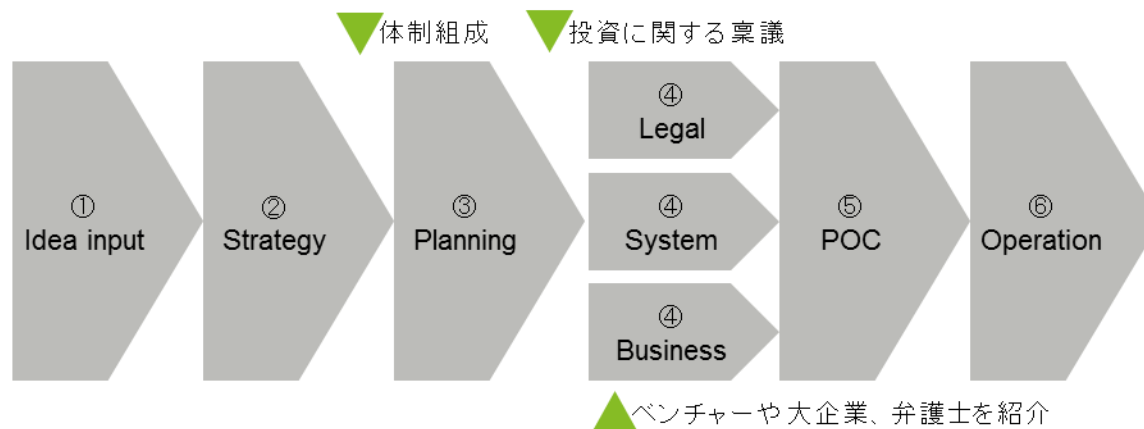 体制組成
投資に関する稟議
①
Idea input
②
Strategy
③
Planning
④
Legal
④
System
④
Business
⑤
POC
⑥
Operation
ベンチャーや大企業、弁護士を紹介